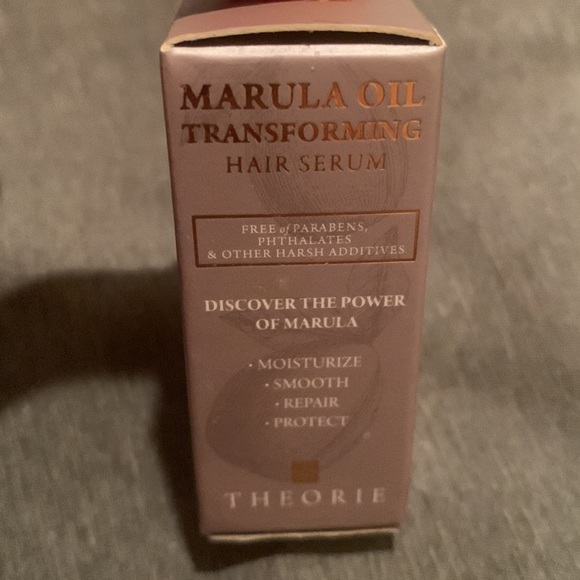 MARULA OIL
TRANSFORMING
HAIR SERUM
FREE of PARABENS,
PHTHALATES
& OTHER HARSH ADDITIVES
DISCOVER THE POWER
OF MARULA
• MOISTURIZE
• SMOOTH
• REPAIR
• PROTECT
THEORIE